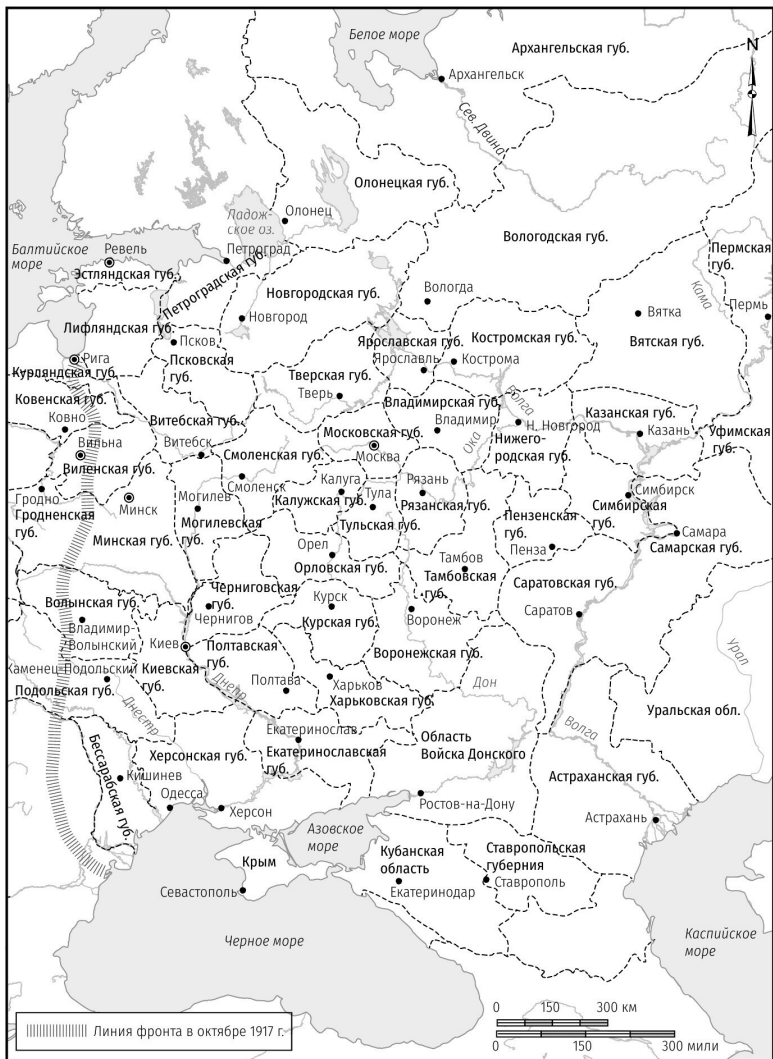 Белое море
Архангельская губ.
N
Архангельск
Сев. Двина
Олонецкая губ.
Ладож-
ское оз.
Олонец
Вологодская губ.
Балтийское
море
Ревель
Эстляндская губ.
Петроград
Петроградская губ.
Пермская
губ.
Кама
Пермь
Новгородская губ.
Новгород
Вологда
Вятка
Вятская губ.
Лифляндская губ.
Псков
Псковская
губ.
Рига
Курляндская губ.
Ярославская губ.
Ярославль
Костромская губ.
Кострома
Тверская губ.
Тверь
Волга
Ковенская губ.
Ковно
Витебская губ.
Витебск
Владимирская губ.
Владимир
Н. Новгород
Нижего-
родская губ.
Казанская губ.
Казань
Уфимская
губ.
Вильна
Виленская губ.
Смоленская губ.
Смоленск
Московская губ.
Москва
Ока
Гродно
Гродненская
губ.
Минск
Минская губ.
Могилев
Могилевская
губ.
Калуга
Калужская губ.
Тула
Тульская губ.
Рязань
Рязанская губ.
Пензенская
губ.
Пенза
Симбирск
Симбирская
губ.
Самара
Самарская губ.
Орел
Орловская губ.
Тамбов
Тамбовская
губ.
Саратовская губ.
Саратов
Волынская губ.
Владимир-
Волынский
Черниговская
губ.
Чернигов
Курск
Курская губ.
Воронеж
Воронежская губ.
Киев
Киевская
губ.
Полтавская
губ.
Полтава
Харьков
Харьковская губ.
Дон
Урал
Уральская обл.
Каменец-Подольский
Подольская губ.
Днестр
Днепр
Волга
Екатеринослав
Екатеринославская
губ.
Область
Войска Донского
Херсонская губ.
Бессарабская губ.
Кишинев
Одесса
Херсон
Ростов-на-Дону
Астраханская губ.
Астрахань
Азовское
море
Крым
Севастополь
Кубанская
область
Екатеринодар
Ставропольская
губерния
Ставрополь
Черное море
Каспийское
море
Линия фронта в октябре 1917 г.
0 150 300 км
0 150 300 мили